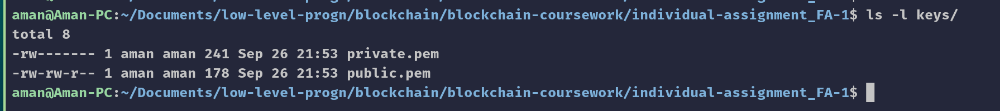 aman@Aman-PC:~/Documents/low-level-progn/blockchain/blockchain-coursework/individual-assignment_FA-1$ ls -l keys/
total 8
-rw------- 1 aman aman 241 Sep 26 21:53 private.pem
-rw-rw-r-- 1 aman aman 178 Sep 26 21:53 public.pem
aman@Aman-PC:~/Documents/low-level-progn/blockchain/blockchain-coursework/individual-assignment_FA-1$